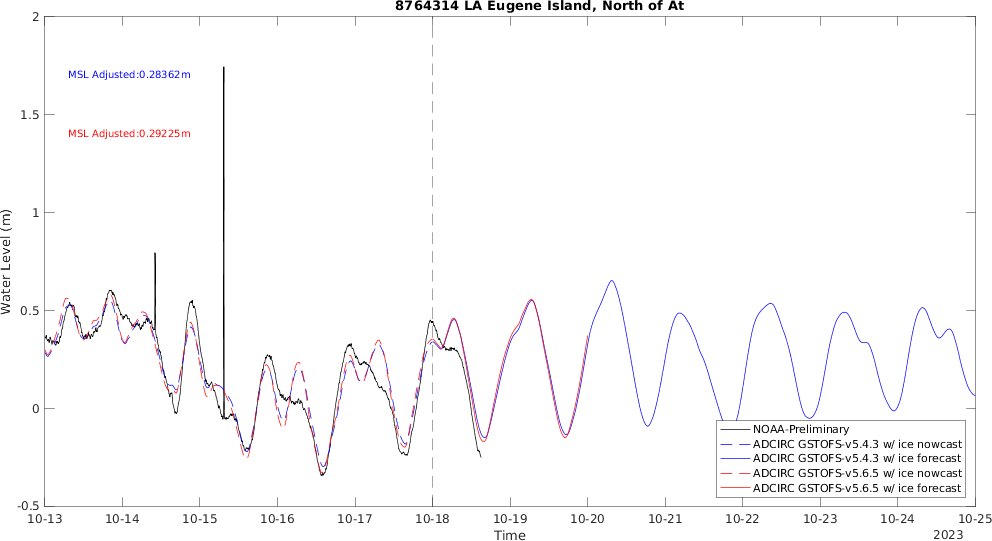 8764314 LA Eugene Island, North of At
2
1.5
1
0.5
0
-0.5
Water Level (m)
MSL Adjusted:0.28362m
MSL Adjusted:0.29225m
NOAA-Preliminary
ADCIRC GSTOFS-v5.4.3 w/ ice nowcast
ADCIRC GSTOFS-v5.4.3 w/ ice forecast
ADCIRC GSTOFS-v5.6.5 w/ ice nowcast
ADCIRC GSTOFS-v5.6.5 w/ ice forecast
10-13 10-14 10-15 10-16 10-17 10-18 10-19 10-20 10-21 10-22 10-23 10-24 10-25
Time
2023